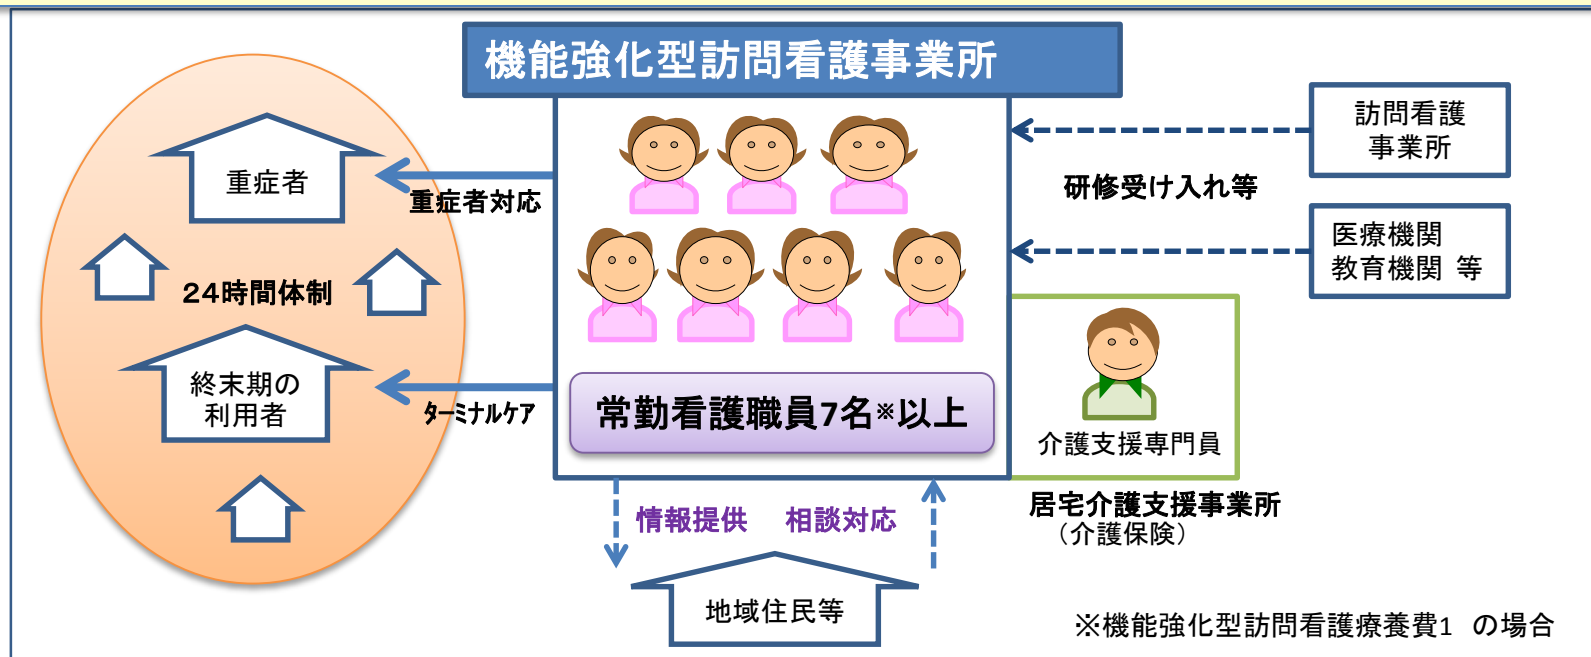 機能強化型訪問看護事業所
重症者
重症者対応
24時間体制
終末期の
利用者
ターミナルケア
常勤看護職員7名※以上
訪問看護
事業所
研修受け入れ等
医療機関
教育機関 等
介護支援専門員
居宅介護支援事業所
（介護保険）
情報提供 相談対応
地域住民等
※機能強化型訪問看護療養費1 の場合